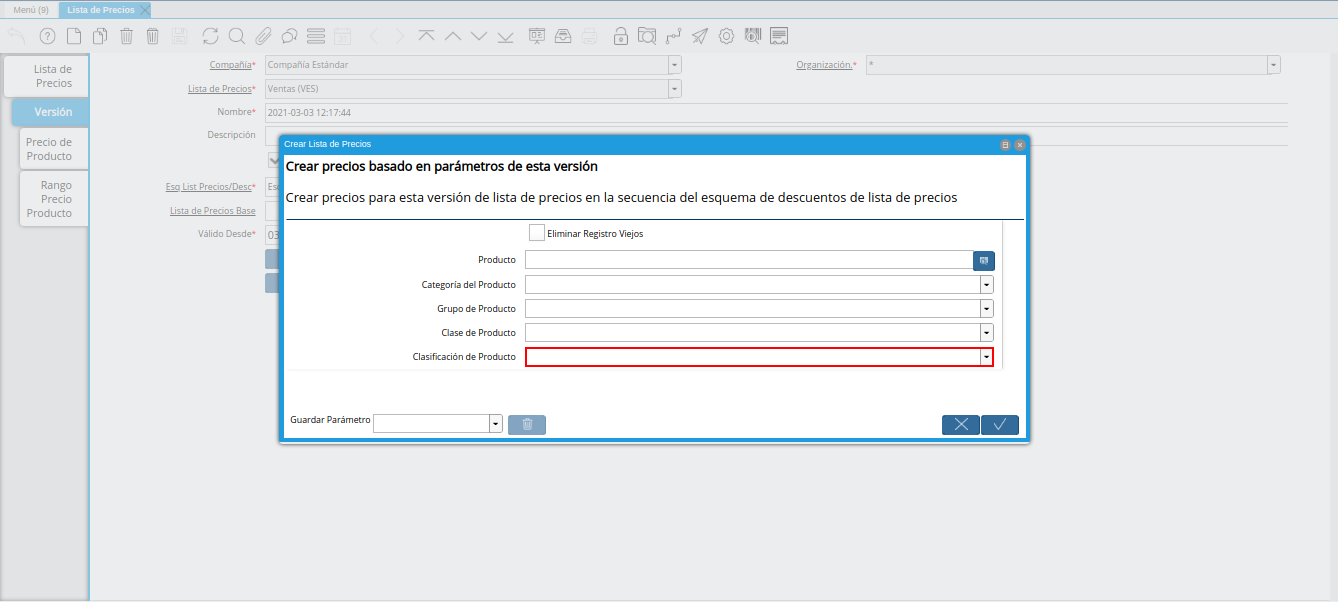 Menú (9)
Lista de Precios
Lista de
Precios
Versión
Precio de
Producto
Rango
Precio
Producto
Compañía*
Compañía Estándar
Organización.*
*
Lista de Precios*
Ventas (VES)
Nombre*
2021-03-03 12:17:44
Descripción
Esq List Precios/Desc*
Lista de Precios Base
Válido Desde*
03
Crear Lista de Precios
Crear precios basado en parámetros de esta versión
Crear precios para esta versión de lista de precios en la secuencia del esquema de descuentos de lista de precios
Eliminar Registro Viejos
Producto
Categoría del Producto
Grupo de Producto
Clase de Producto
Clasificación de Producto
Guardar Parámetro